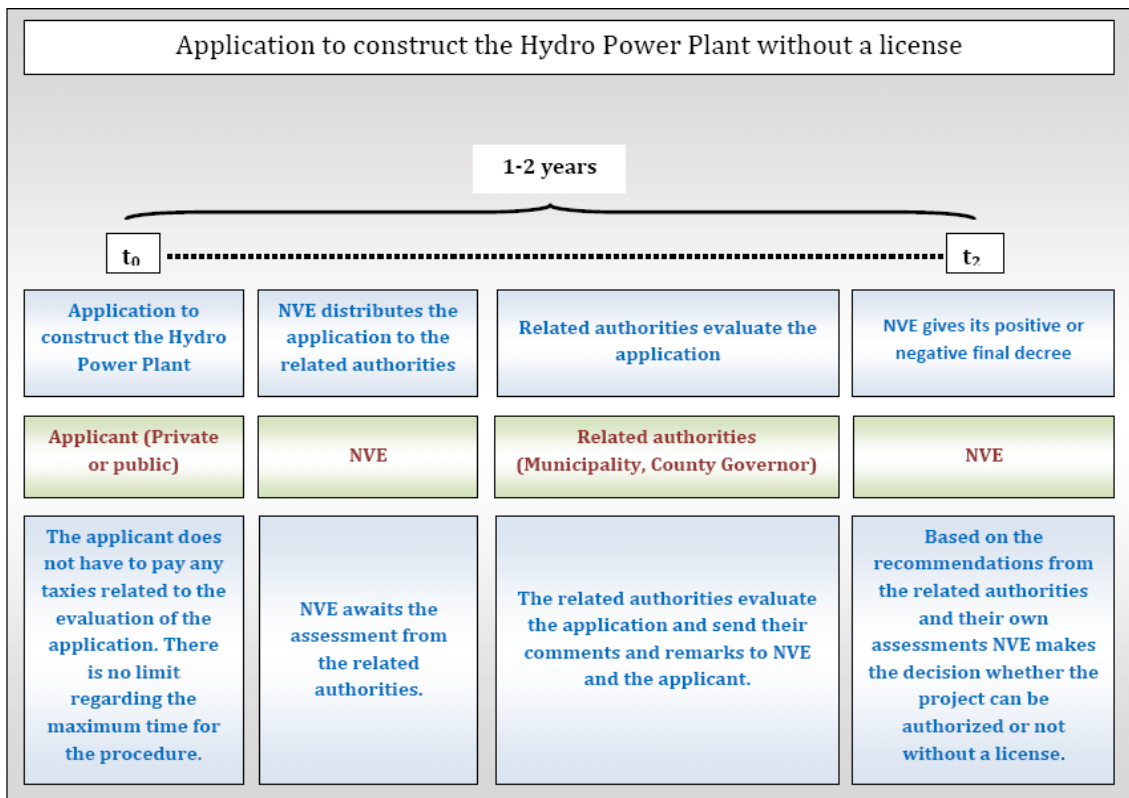 Application to construct the Hydro Power Plant without a license
1-2 years
t₀
t₂
Application to
construct the Hydro
Power Plant
NVE distributes the
application to the
related authorities
Related authorities evaluate the
application
NVE gives its positive or
negative final decree
Applicant (Private
or public)
NVE
Related authorities
(Municipality, County Governor)
NVE
The applicant does
not have to pay any
taxies related to the
evaluation of the
application. There
is no limit
regarding the
maximum time for
the procedure.
NVE awaits the
assessment from
the related
authorities.
The related authorities evaluate
the application and send their
comments and remarks to NVE
and the applicant.
Based on the
recommendations from
the related authorities
and their own
assessments NVE makes
the decision whether the
project can be
authorized or not
without a license.